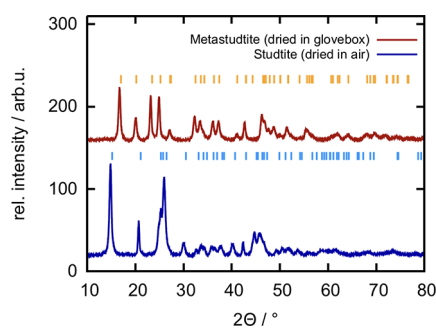 rel. intensity / arb.u.
300
200
100
0
Metastudtite (dried in glovebox)
Studtite (dried in air)
10 20 30 40 50 60 70 80
2Θ / °